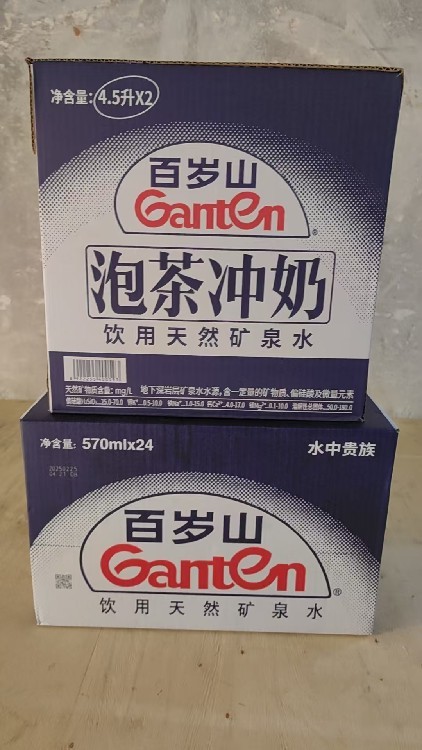 净含量: 4.5升X2
百岁山
Ganten
®
泡茶冲奶
饮用天然矿泉水
天然矿物质含量: mg/L 地下深岩层矿泉水水源,含一定量的矿物质、偏硅酸及微量元素
净含量: 570mlx24 水中贵族
20250225
百岁山
Ganten
®
饮用天然矿泉水